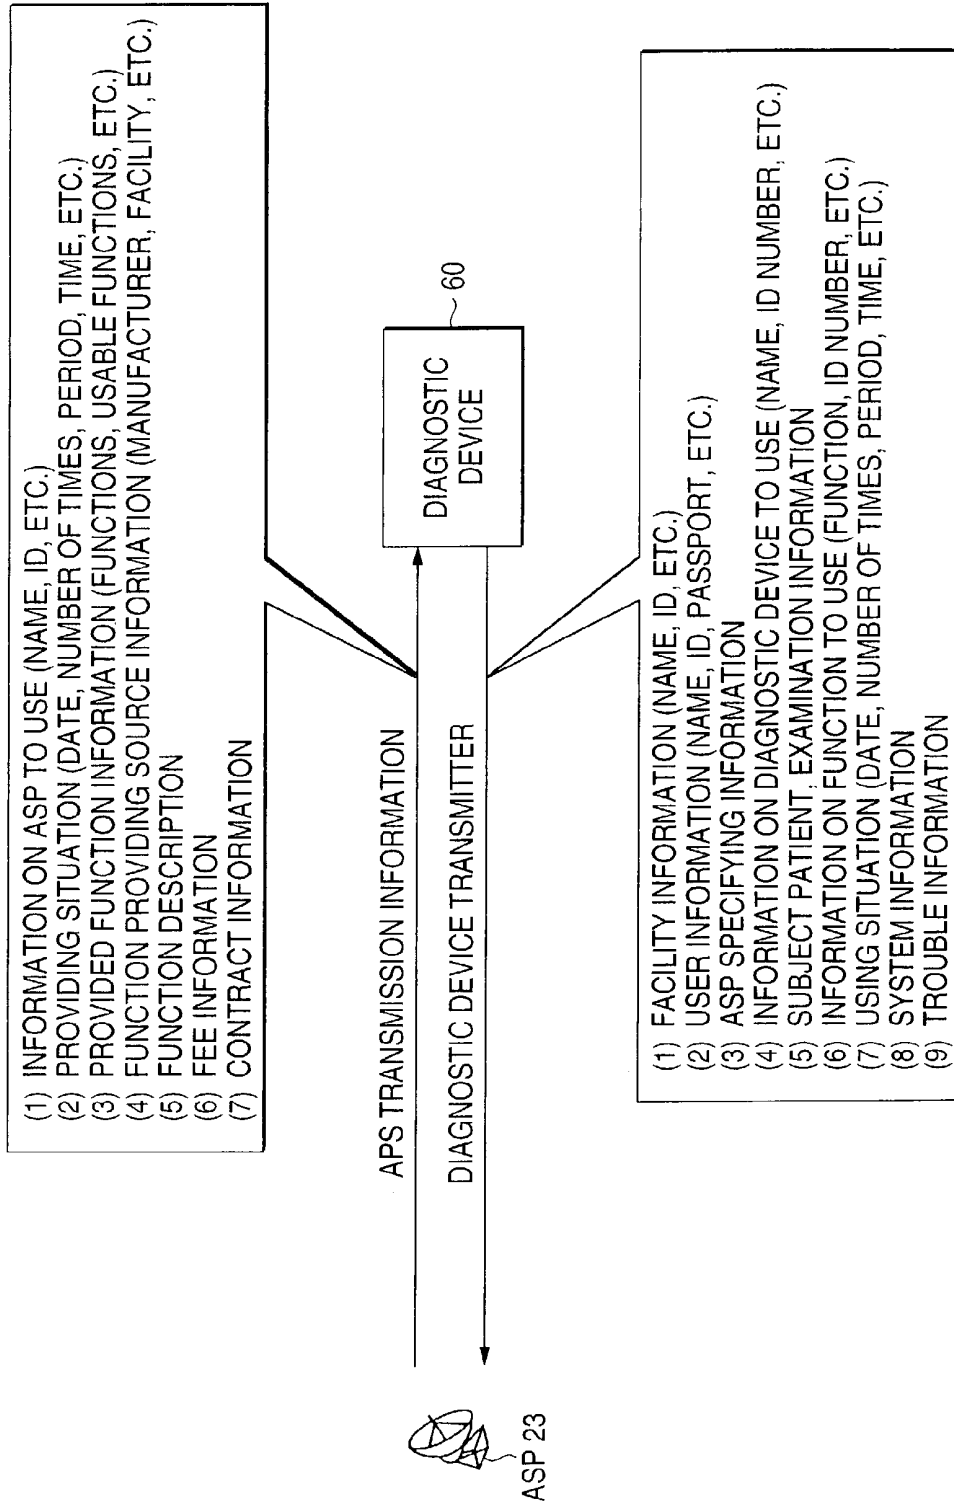 (1) INFORMATION ON ASP TO USE (NAME, ID, ETC.)
(2) PROVIDING SITUATION (DATE, NUMBER OF TIMES, PERIOD, TIME, ETC.)
(3) PROVIDED FUNCTION INFORMATION (FUNCTIONS, USABLE FUNCTIONS, ETC.)
(4) FUNCTION PROVIDING SOURCE INFORMATION (MANUFACTURER, FACILITY, ETC.)
(5) FUNCTION DESCRIPTION
(6) FEE INFORMATION
(7) CONTRACT INFORMATION
APS TRANSMISSION INFORMATION
DIAGNOSTIC DEVICE TRANSMITTER
ASP 23
DIAGNOSTIC
DEVICE
60
(1) FACILITY INFORMATION (NAME, ID, ETC.)
(2) USER INFORMATION (NAME, ID, PASSPORT, ETC.)
(3) ASP SPECIFYING INFORMATION
(4) INFORMATION ON DIAGNOSTIC DEVICE TO USE (NAME, ID NUMBER, ETC.)
(5) SUBJECT PATIENT, EXAMINATION INFORMATION
(6) INFORMATION ON FUNCTION TO USE (FUNCTION, ID NUMBER, ETC.)
(7) USING SITUATION (DATE, NUMBER OF TIMES, PERIOD, TIME, ETC.)
(8) SYSTEM INFORMATION
(9) TROUBLE INFORMATION